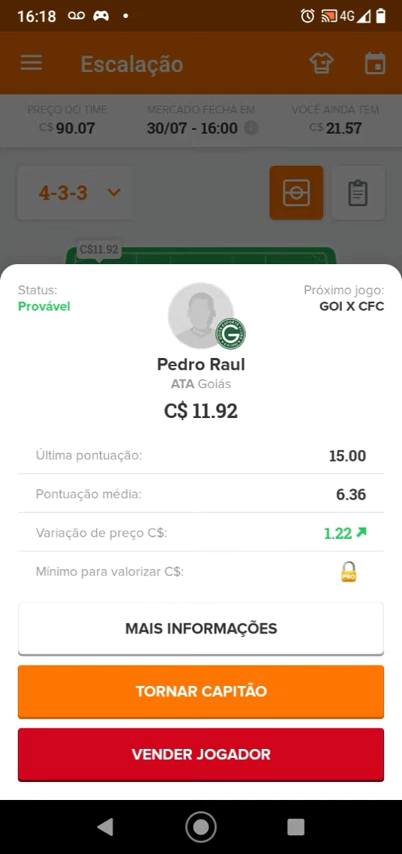 16:18
4G
Escalação
PREÇO DO TIME
MERCADO FECHA EM
VOCÊ AINDA TEM
C$ 90.07
30/07 - 16:00
C$ 21.57
4-3-3
C$11.92
Status:
Provável
Próximo jogo:
GOI X CFC
G
Pedro Raul
ATA Goiás
C$ 11.92
Última pontuação:
15.00
Pontuação média:
6.36
Variação de preço C$:
1.22
Mínimo para valorizar C$:
PRO
MAIS INFORMAÇÕES
TORNAR CAPITÃO
VENDER JOGADOR